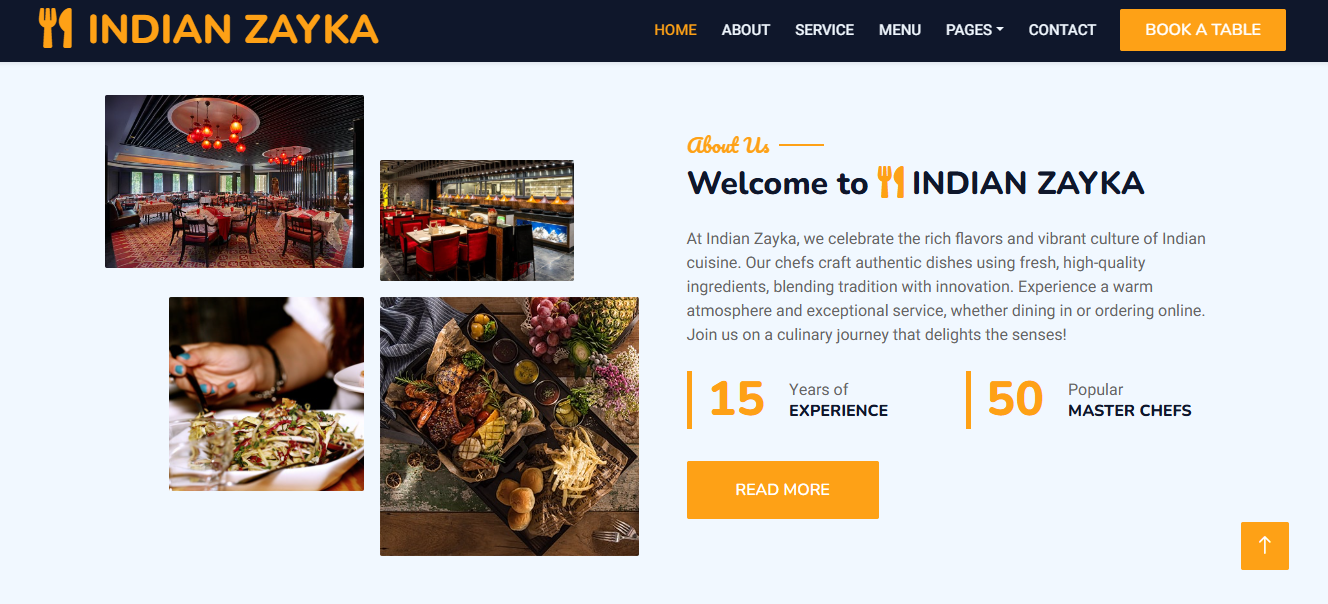 INDIAN ZAYKA
HOME ABOUT SERVICE MENU PAGES CONTACT BOOK A TABLE
About Us
Welcome to INDIAN ZAYKA
At Indian Zayka, we celebrate the rich flavors and vibrant culture of Indian
cuisine. Our chefs craft authentic dishes using fresh, high-quality
ingredients, blending tradition with innovation. Experience a warm
atmosphere and exceptional service, whether dining in or ordering online.
Join us on a culinary journey that delights the senses!
15 Years of EXPERIENCE
50 Popular MASTER CHEFS
READ MORE